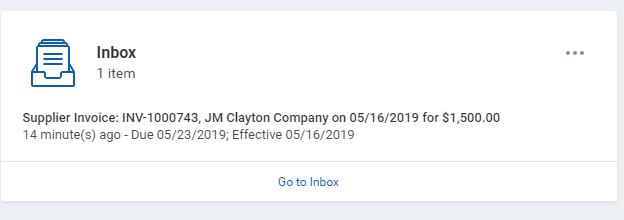 Inbox
1 item
Supplier Invoice: INV-1000743, JM Clayton Company on 05/16/2019 for $1,500.00
14 minute(s) ago - Due 05/23/2019; Effective 05/16/2019
Go to Inbox